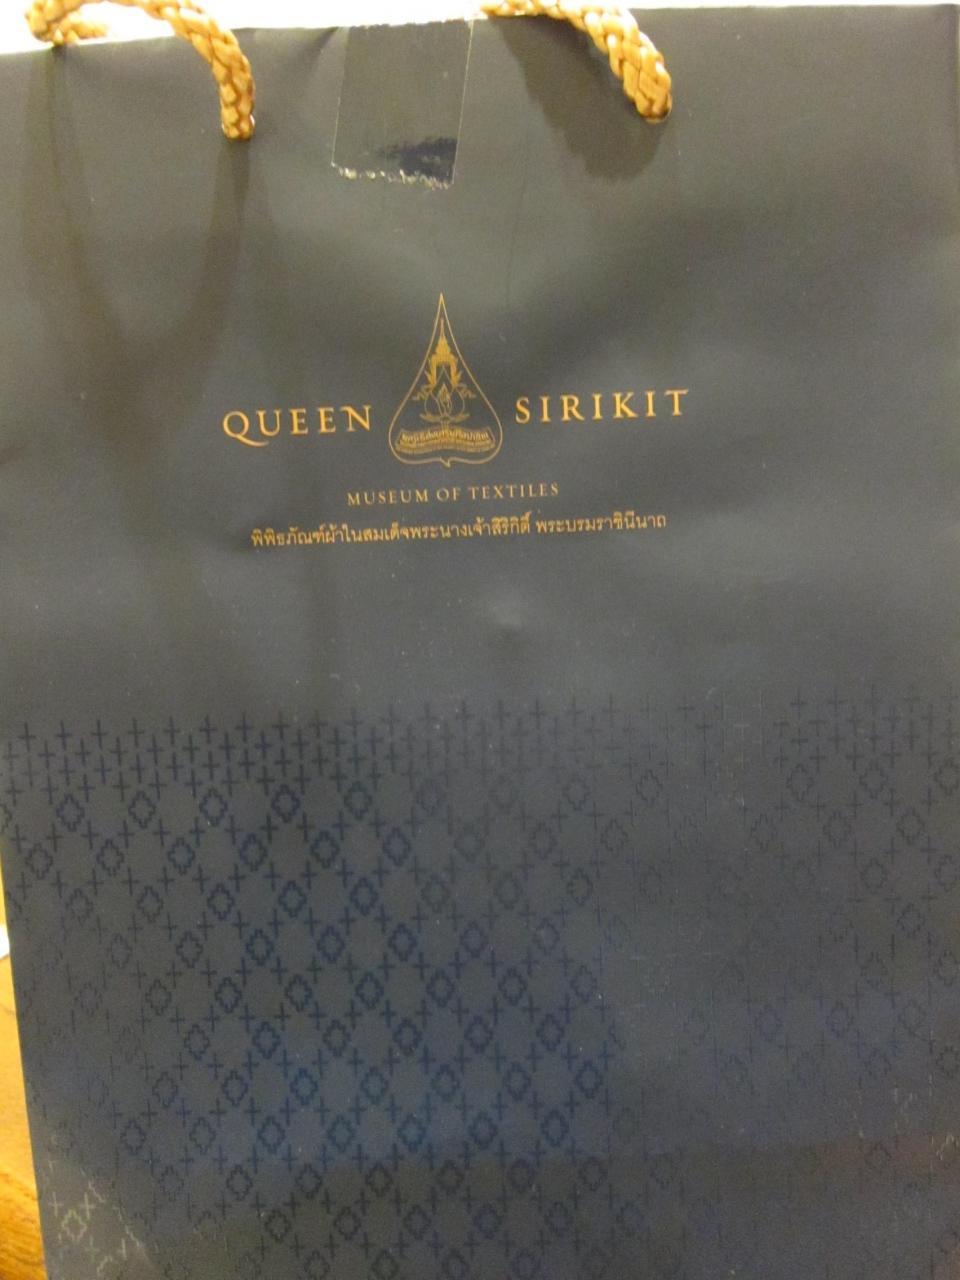 QUEEN SIRIKIT
MUSEUM OF TEXTILES
พิพิธภัณฑ์ผ้าในสมเด็จพระนางเจ้าสิริกิติ์ พระบรมราชินีนาถ